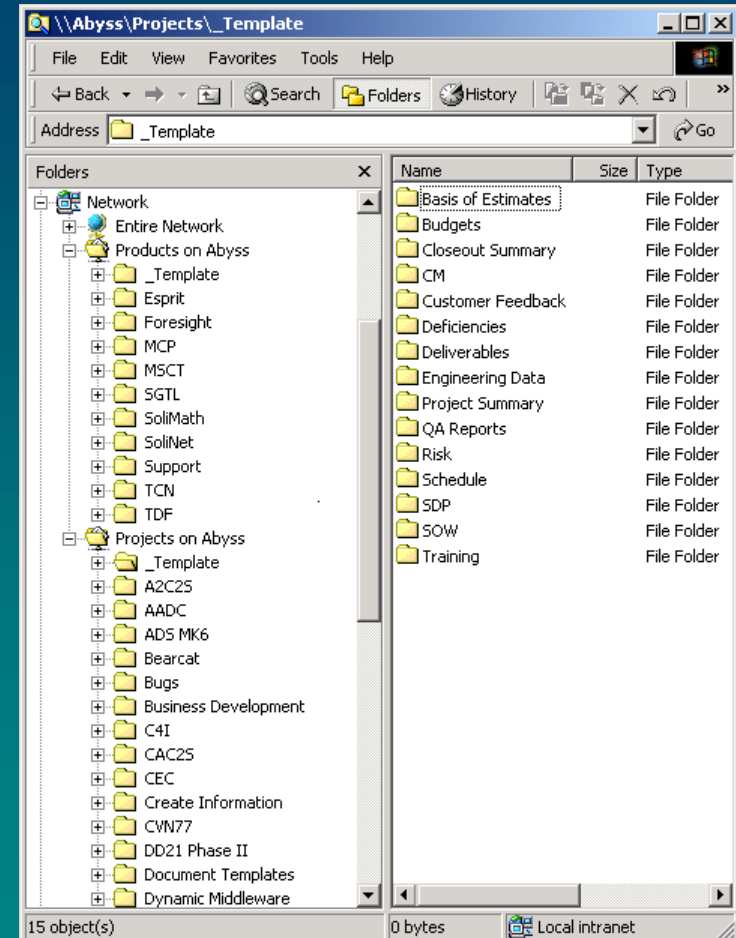 \\Abyss\Projects\_Template
File Edit View Favorites Tools Help
Back Search Folders History »
Address _Template Go
Folders
Network
Entire Network
Products on Abyss
_Template
Esprit
Foresight
MCP
MSCT
SGTL
SoliMath
SoliNet
Support
TCN
TDF
Projects on Abyss
_Template
A2C2S
AADC
ADS MK6
Bearcat
Bugs
Business Development
C4I
CAC2S
CEC
Create Information
CVN77
DD21 Phase II
Document Templates
Dynamic Middleware
Name Size Type
Basis of Estimates File Folder
Budgets File Folder
Closeout Summary File Folder
CM File Folder
Customer Feedback File Folder
Deficiencies File Folder
Deliverables File Folder
Engineering Data File Folder
Project Summary File Folder
QA Reports File Folder
Risk File Folder
Schedule File Folder
SDP File Folder
SOW File Folder
Training File Folder
15 object(s) 0 bytes Local intranet